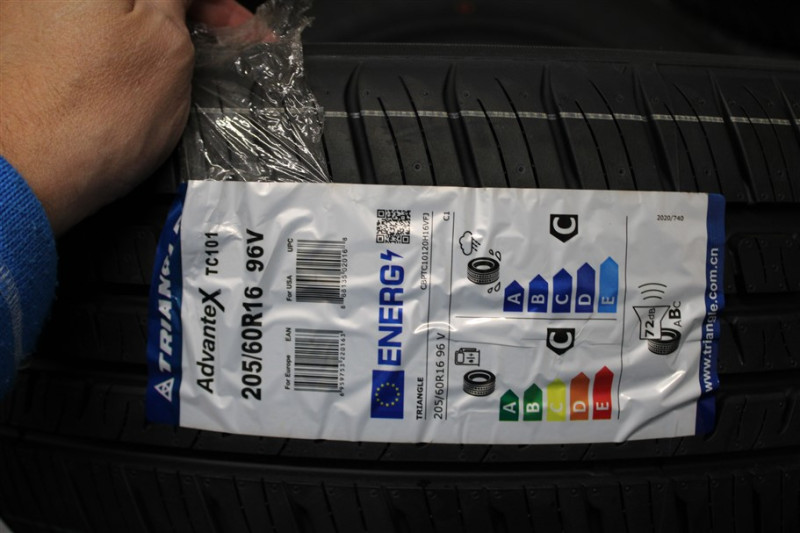 TRIANGLE
AdvanteX TC101
205/60R16 96V
For USA UPC
For Europe EAN
ENERG
TRIANGLE
205/60R16 96 V
C1
C
A B C D E
C
A B C D E
2020/740
72dB
ABC
www.triangle.com.cn